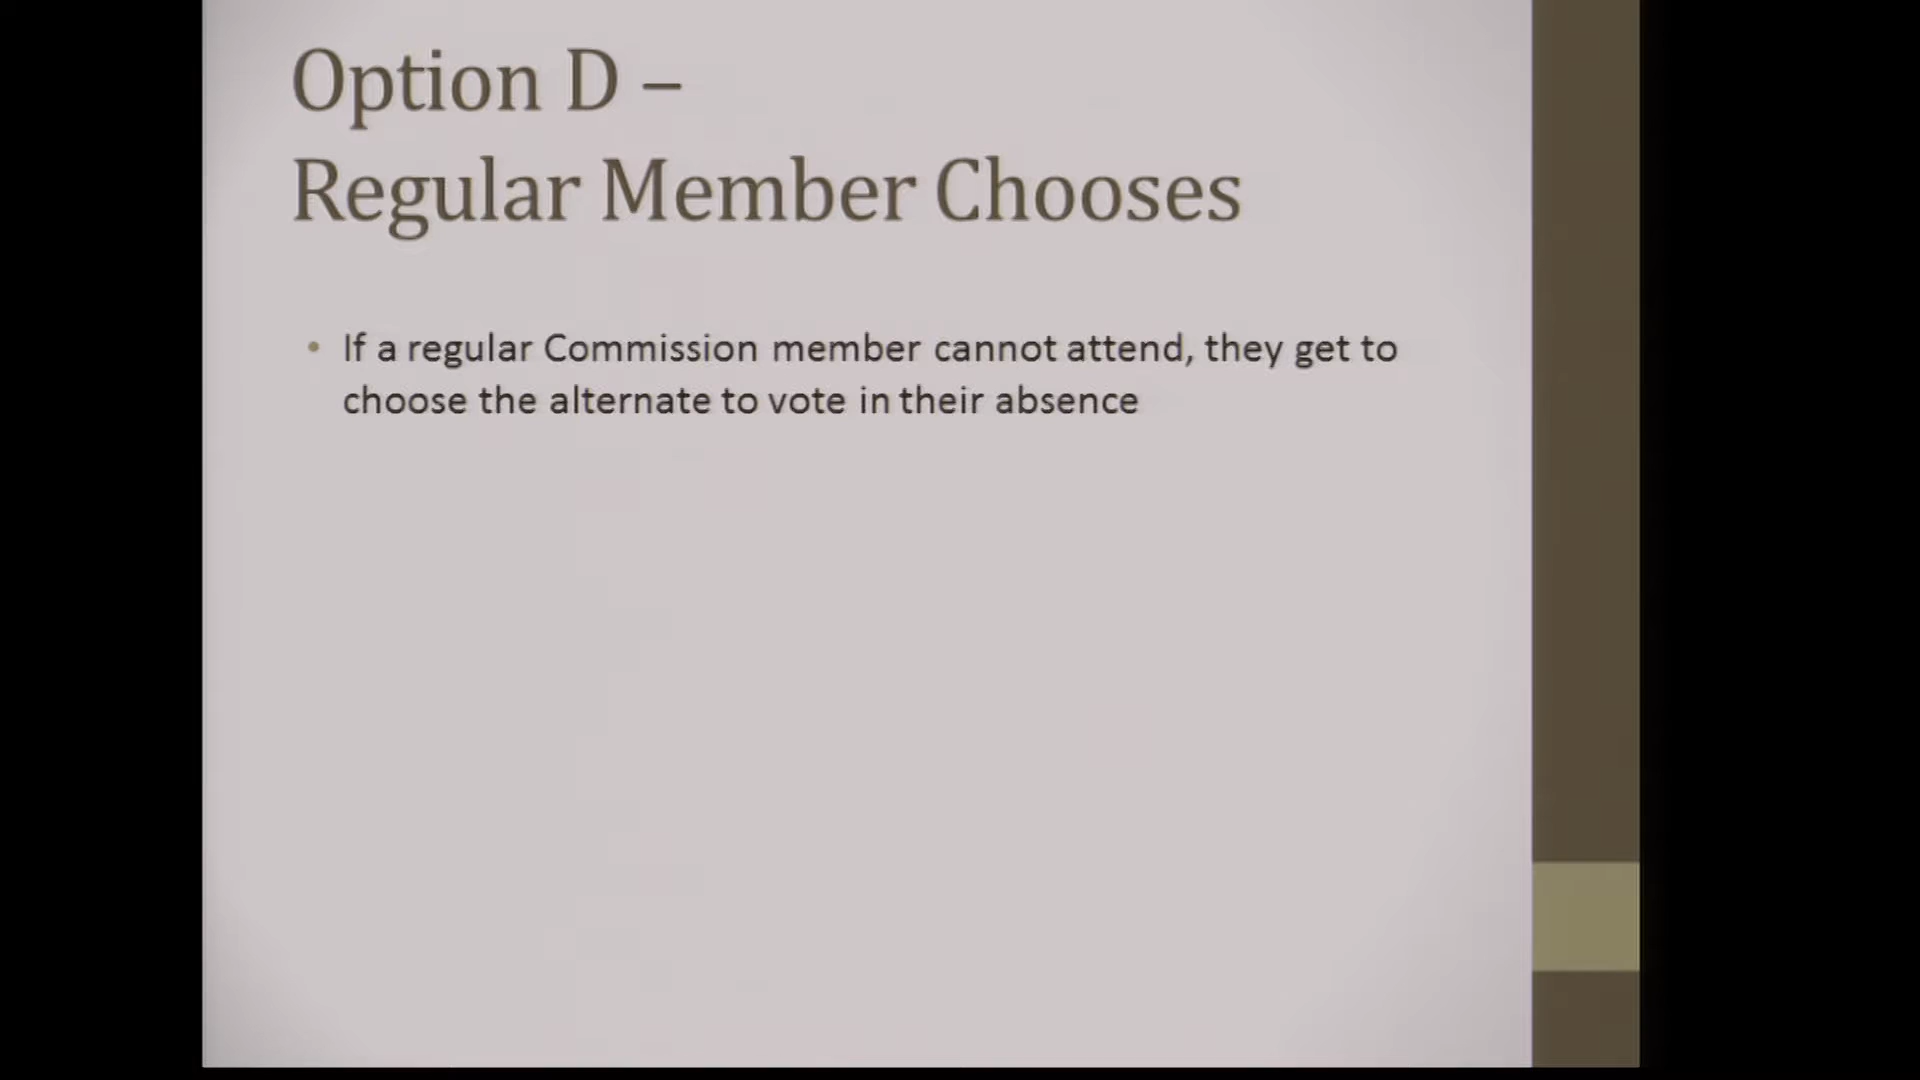 Option D –
Regular Member Chooses
• If a regular Commission member cannot attend, they get to
choose the alternate to vote in their absence